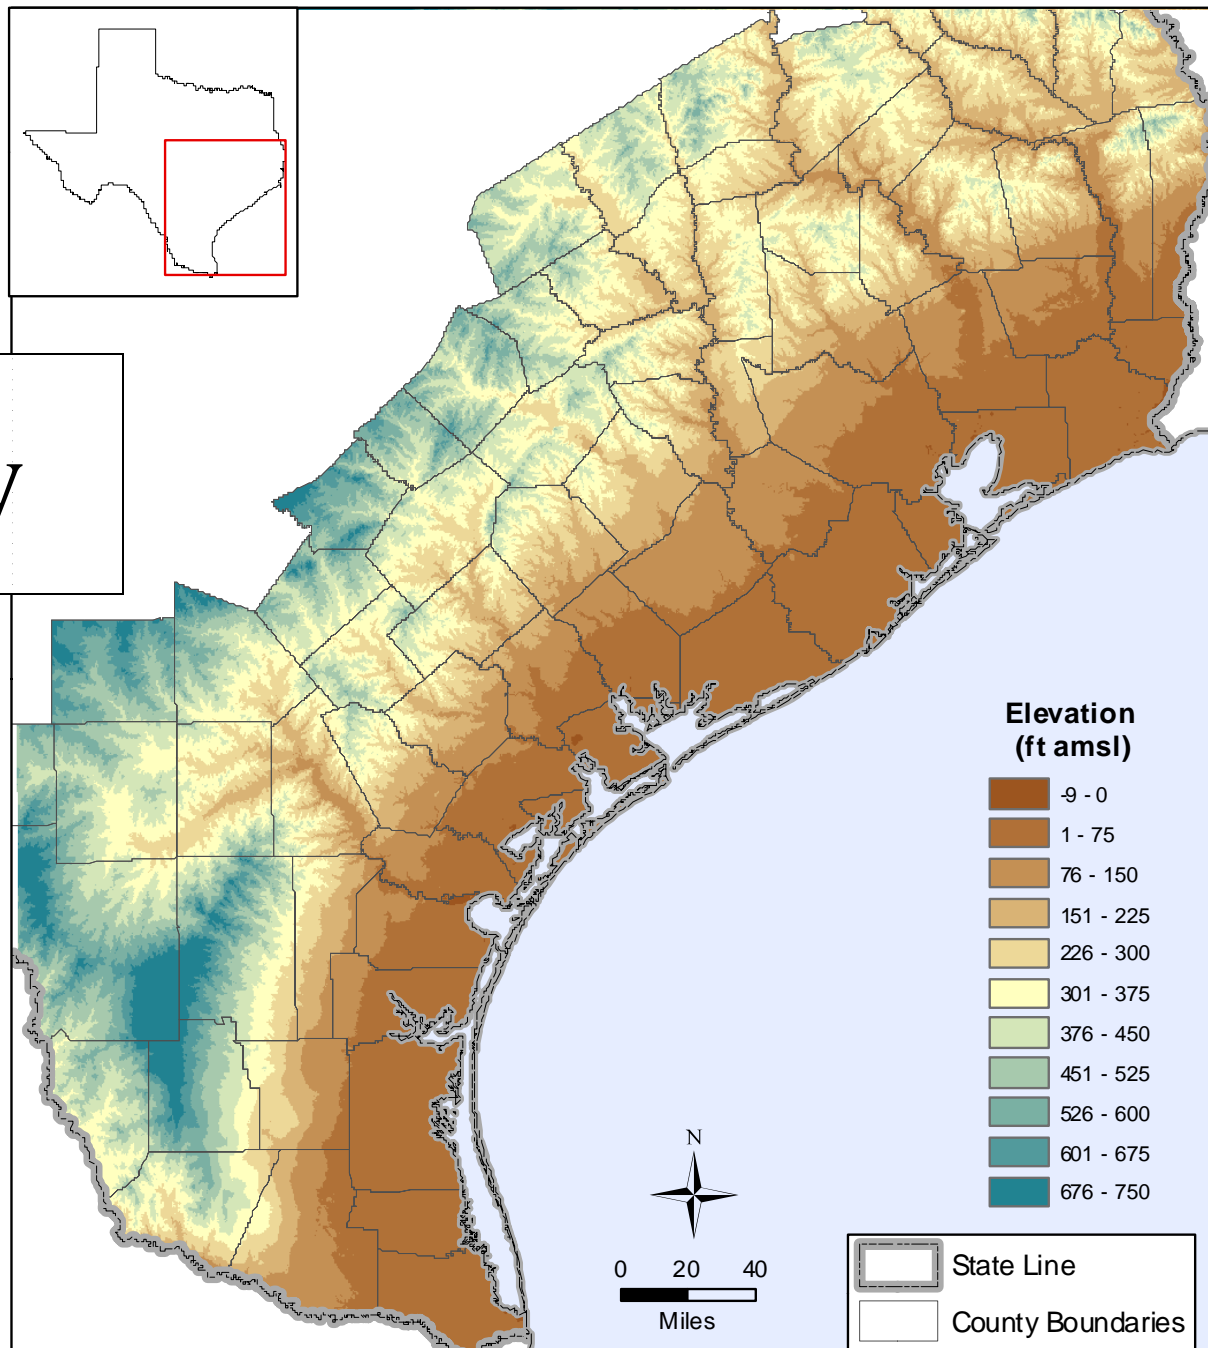 y
Elevation
(ft amsl)
-9 - 0
1 - 75
76 - 150
151 - 225
226 - 300
301 - 375
376 - 450
451 - 525
526 - 600
601 - 675
676 - 750
N
0 20 40
Miles
State Line
County Boundaries